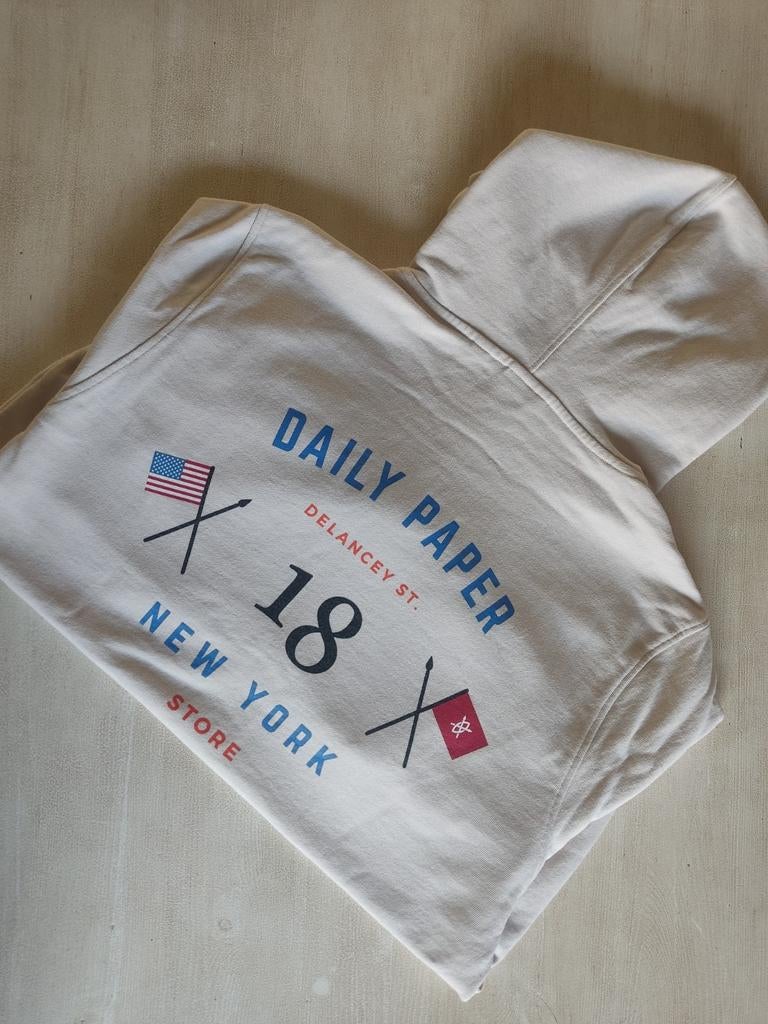 DAILY PAPER
DELANCEY ST.
18
NEW YORK
STORE